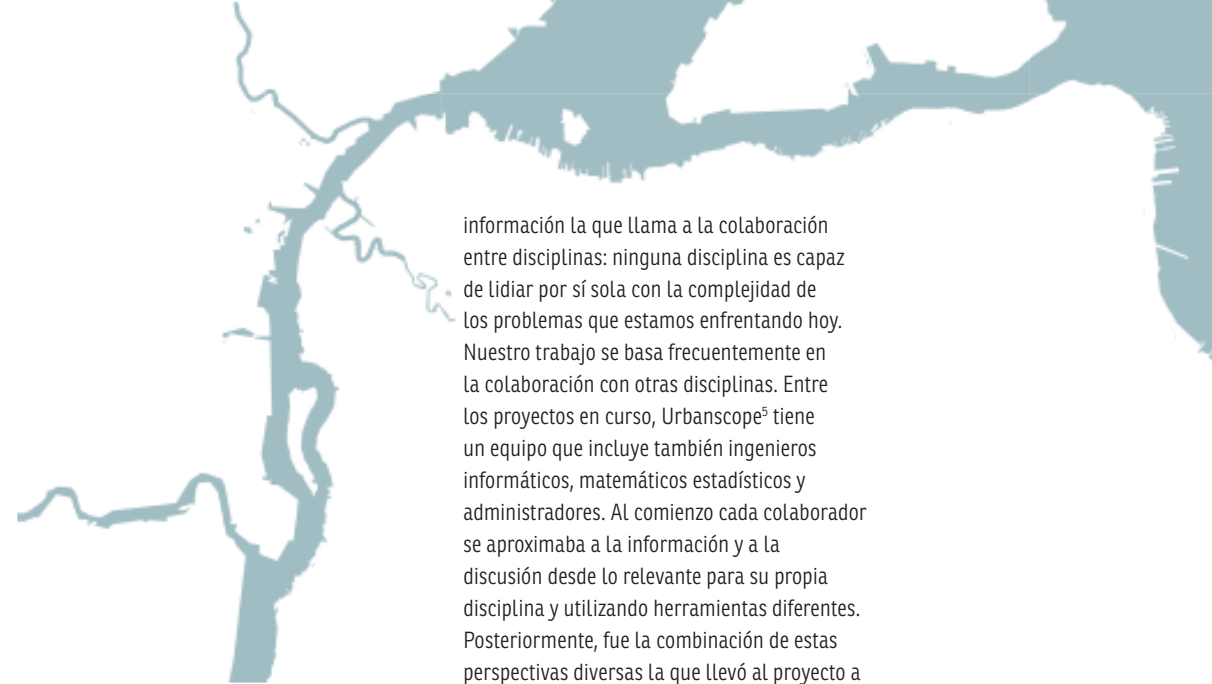 información la que llama a la colaboración
entre disciplinas: ninguna disciplina es capaz
de lidiar por sí sola con la complejidad de
los problemas que estamos enfrentando hoy.
Nuestro trabajo se basa frecuentemente en
la colaboración con otras disciplinas. Entre
los proyectos en curso, Urbanscope⁵ tiene
un equipo que incluye también ingenieros
informáticos, matemáticos estadísticos y
administradores. Al comienzo cada colaborador
se aproximaba a la información y a la
discusión desde lo relevante para su propia
disciplina y utilizando herramientas diferentes.
Posteriormente, fue la combinación de estas
perspectivas diversas la que llevó al proyecto a